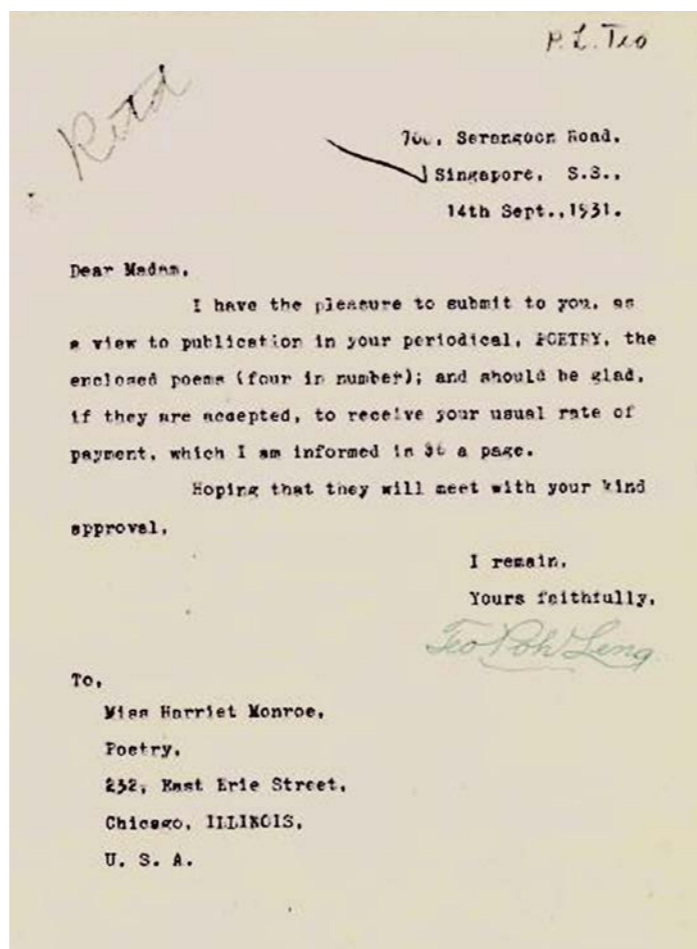 P. L. Teo
Retd
Serangoon Road,
Singapore, S.S.,
14th Sept., 1931.
Dear Madam,
I have the pleasure to submit to you, as
a view to publication in your periodical, POETRY, the
enclosed poems (four in number); and should be glad,
if they are accepted, to receive your usual rate of
payment, which I am informed is $6 a page.
Hoping that they will meet with your kind
approval,
I remain,
Yours faithfully,
Teo Poh Leng
To,
Miss Harriet Monroe,
Poetry,
232, East Erie Street,
Chicago, ILLINOIS,
U. S. A.